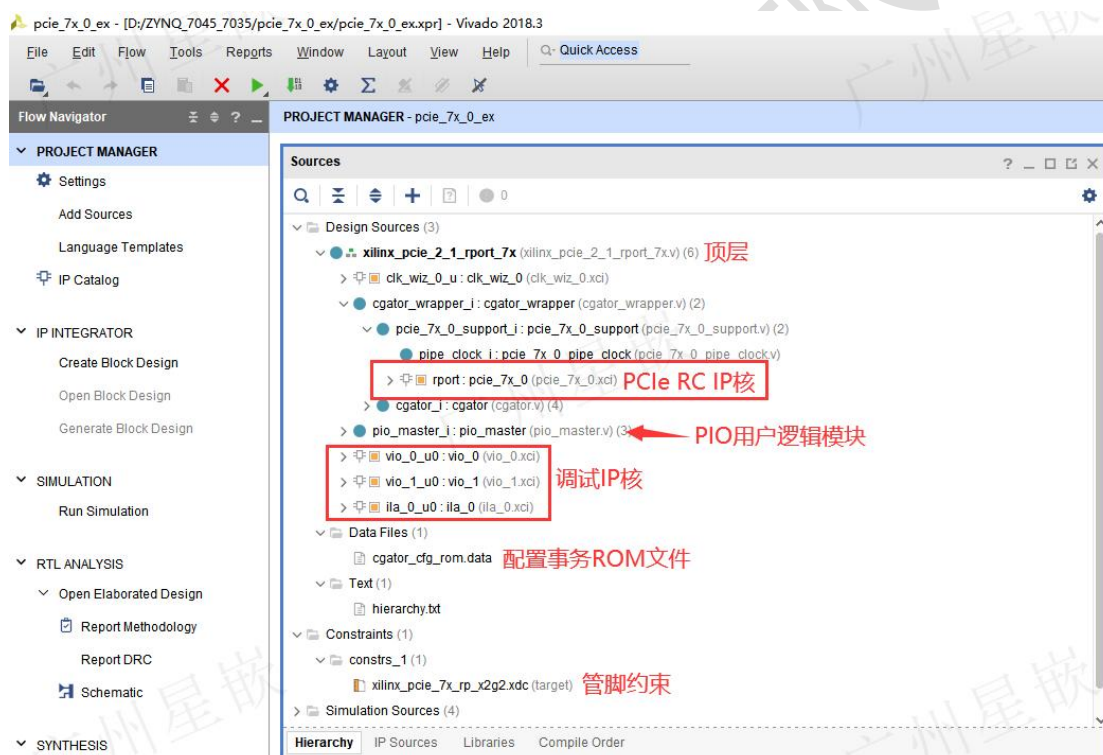 pcie_7x_0_ex - [D:/ZYNQ_7045_7035/pcie_7x_0_ex/pcie_7x_0_ex.xpr] - Vivado 2018.3
File Edit Flow Tools Reports Window Layout View Help Quick Access
Flow Navigator
PROJECT MANAGER - pcie_7x_0_ex
PROJECT MANAGER
Settings
Add Sources
Language Templates
IP Catalog
IP INTEGRATOR
Create Block Design
Open Block Design
Generate Block Design
SIMULATION
Run Simulation
RTL ANALYSIS
Open Elaborated Design
Report Methodology
Report DRC
Schematic
SYNTHESIS
Sources
0
Design Sources (3)
xilinx_pcie_2_1_rport_7x (xilinx_pcie_2_1_rport_7x.v) (6) 顶层
clk_wiz_0_u : clk_wiz_0 (clk_wiz_0.xci)
cgator_wrapper_i : cgator_wrapper (cgator_wrapper.v) (2)
pcie_7x_0_support_i : pcie_7x_0_support (pcie_7x_0_support.v) (2)
pipe_clock_i : pcie_7x_0_pipe_clock (pcie_7x_0_pipe_clock.v)
rport : pcie_7x_0 (pcie_7x_0.xci) PCIe RC IP核
cgator_i : cgator (cgator.v) (4)
pio_master_i : pio_master (pio_master.v) (3) PIO用户逻辑模块
vio_0_u0 : vio_0 (vio_0.xci)
vio_1_u0 : vio_1 (vio_1.xci) 调试IP核
ila_0_u0 : ila_0 (ila_0.xci)
Data Files (1)
cgator_cfg_rom.data 配置事务ROM文件
Text (1)
hierarchy.txt
Constraints (1)
constrs_1 (1)
xilinx_pcie_7x_rp_x2g2.xdc (target) 管脚约束
Simulation Sources (4)
Hierarchy IP Sources Libraries Compile Order
广州星嵌